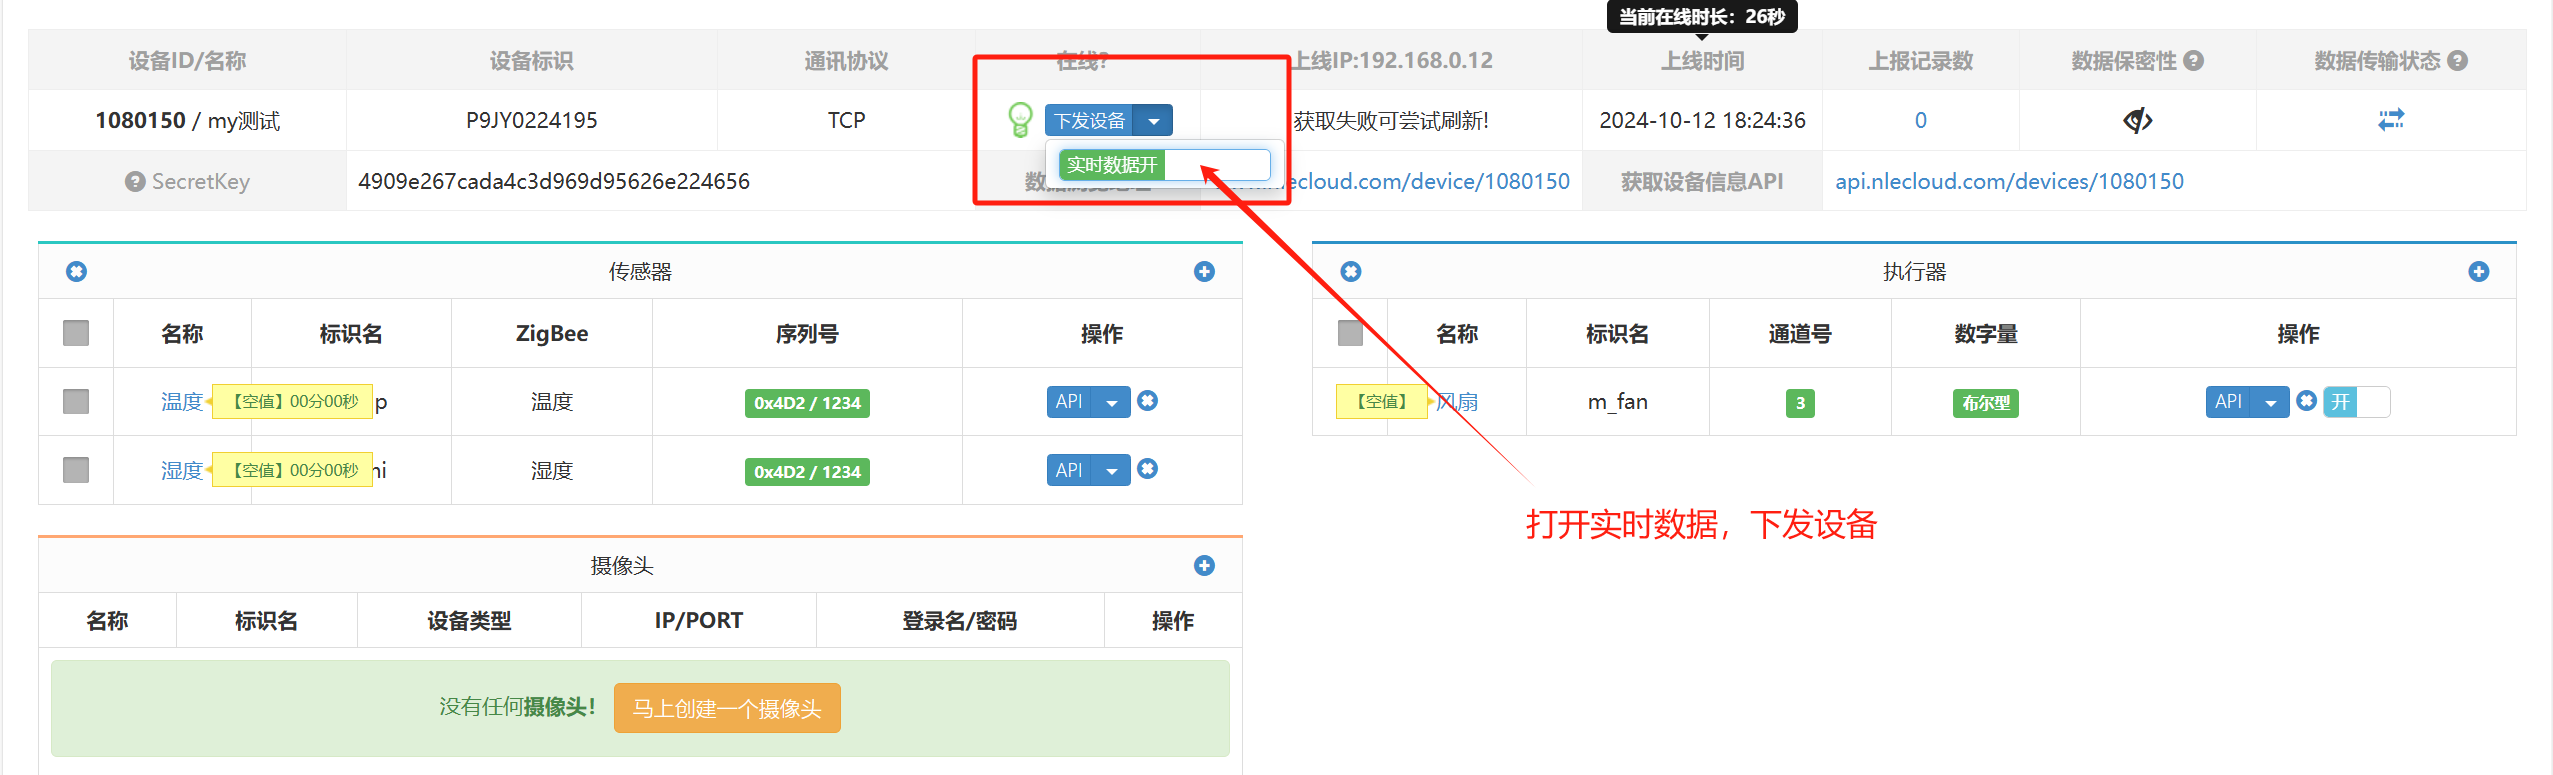 当前在线时长：26秒
设备ID/名称 设备标识 通讯协议 在线? 上线IP:192.168.0.12 上线时间 上报记录数 数据保密性 数据传输状态
1080150 / my测试 P9JY0224195 TCP 下发设备 获取失败可尝试刷新! 2024-10-12 18:24:36 0
实时数据开
SecretKey 4909e267cada4c3d969d95626e224656 ecloud.com/device/1080150 获取设备信息API api.nlecloud.com/devices/1080150
传感器
名称 标识名 ZigBee 序列号 操作
温度 【空值】00分00秒 p 温度 0x4D2 / 1234 API
湿度 【空值】00分00秒 ni 湿度 0x4D2 / 1234 API
执行器
名称 标识名 通道号 数字量 操作
【空值】 风扇 m_fan 3 布尔型 API 开
打开实时数据，下发设备
摄像头
名称 标识名 设备类型 IP/PORT 登录名/密码 操作
没有任何摄像头! 马上创建一个摄像头